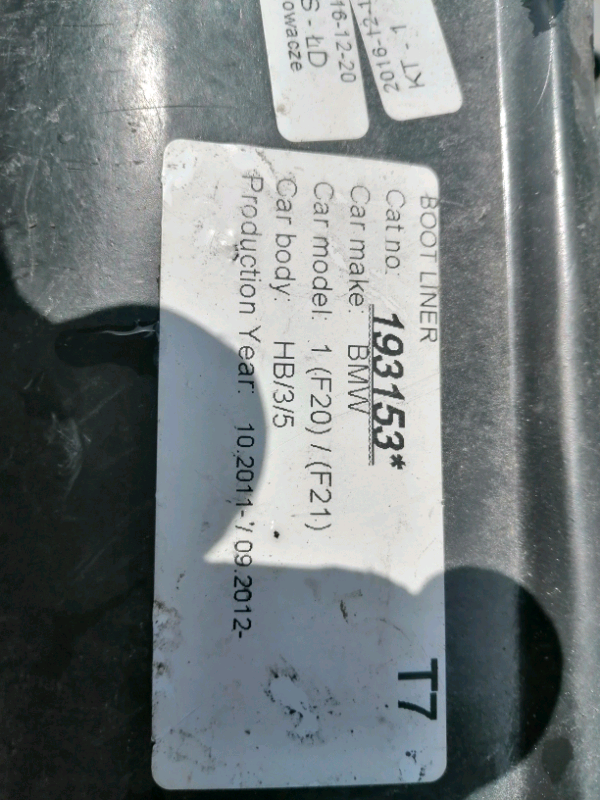 2016-12-2
KT - 1
16-12-20
S - ŁD
owacze
BOOT LINER
Cat.no: 193153* T7
Car make: BMW
Car model: 1 (F20) / (F21)
Car body: HB/3/5
Production Year: 10.2011-*/ 09.2012-